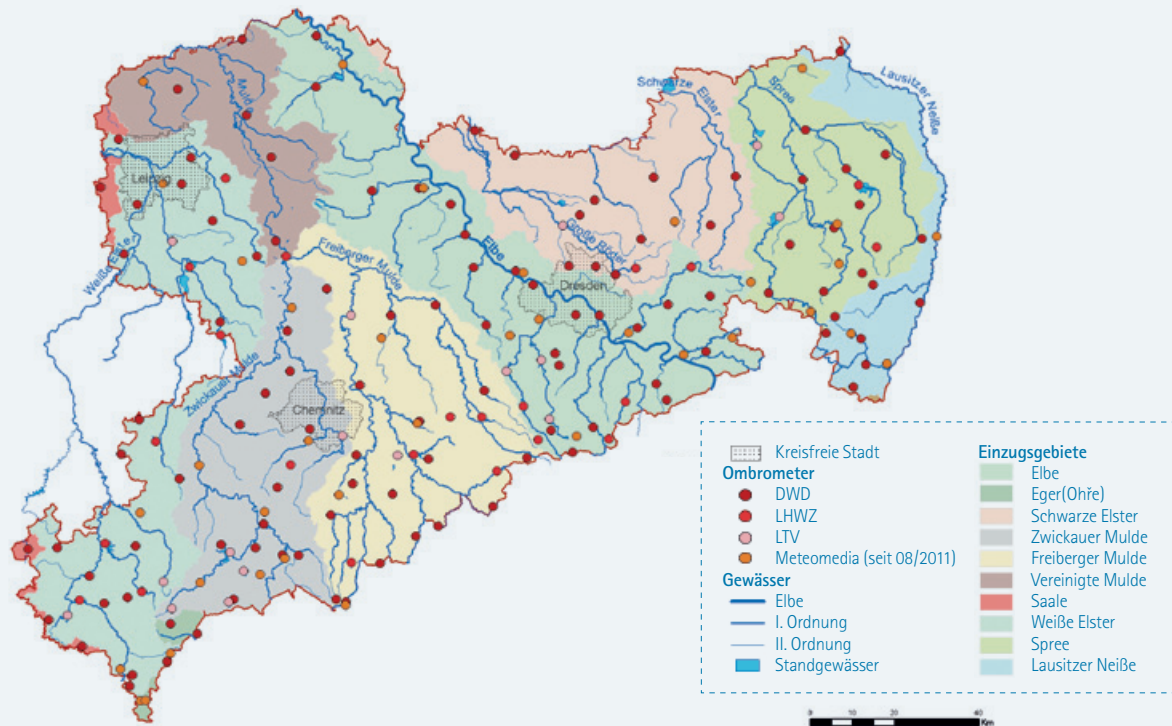 Mulde
Schwarze Elster
Spree
Lausitzer Neiße
Leipzig
Weiße Elster
Freiberger Mulde
Elbe
Große Röder
Dresden
Zwickauer Mulde
Chemnitz
Kreisfreie Stadt
Ombrometer
DWD
LHWZ
LTV
Meteomedia (seit 08/2011)
Gewässer
Elbe
I. Ordnung
II. Ordnung
Standgewässer
Einzugsgebiete
Elbe
Eger(Ohře)
Schwarze Elster
Zwickauer Mulde
Freiberger Mulde
Vereinigte Mulde
Saale
Weiße Elster
Spree
Lausitzer Neiße
0 5 10 20 40
Km